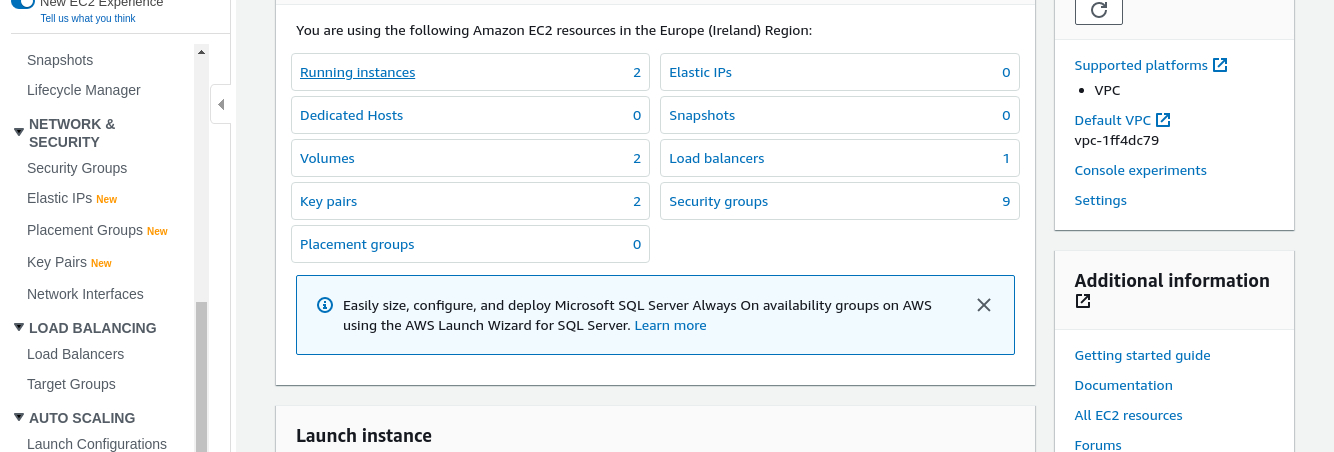 New EC2 Experience
Tell us what you think
Snapshots
Lifecycle Manager
NETWORK &
SECURITY
Security Groups
Elastic IPs New
Placement Groups New
Key Pairs New
Network Interfaces
LOAD BALANCING
Load Balancers
Target Groups
AUTO SCALING
Launch Configurations
You are using the following Amazon EC2 resources in the Europe (Ireland) Region:
Running instances 2
Elastic IPs 0
Dedicated Hosts 0
Snapshots 0
Volumes 2
Load balancers 1
Key pairs 2
Security groups 9
Placement groups 0
Easily size, configure, and deploy Microsoft SQL Server Always On availability groups on AWS
using the AWS Launch Wizard for SQL Server. Learn more
Launch instance
Supported platforms
• VPC
Default VPC
vpc-1ff4dc79
Console experiments
Settings
Additional information
Getting started guide
Documentation
All EC2 resources
Forums